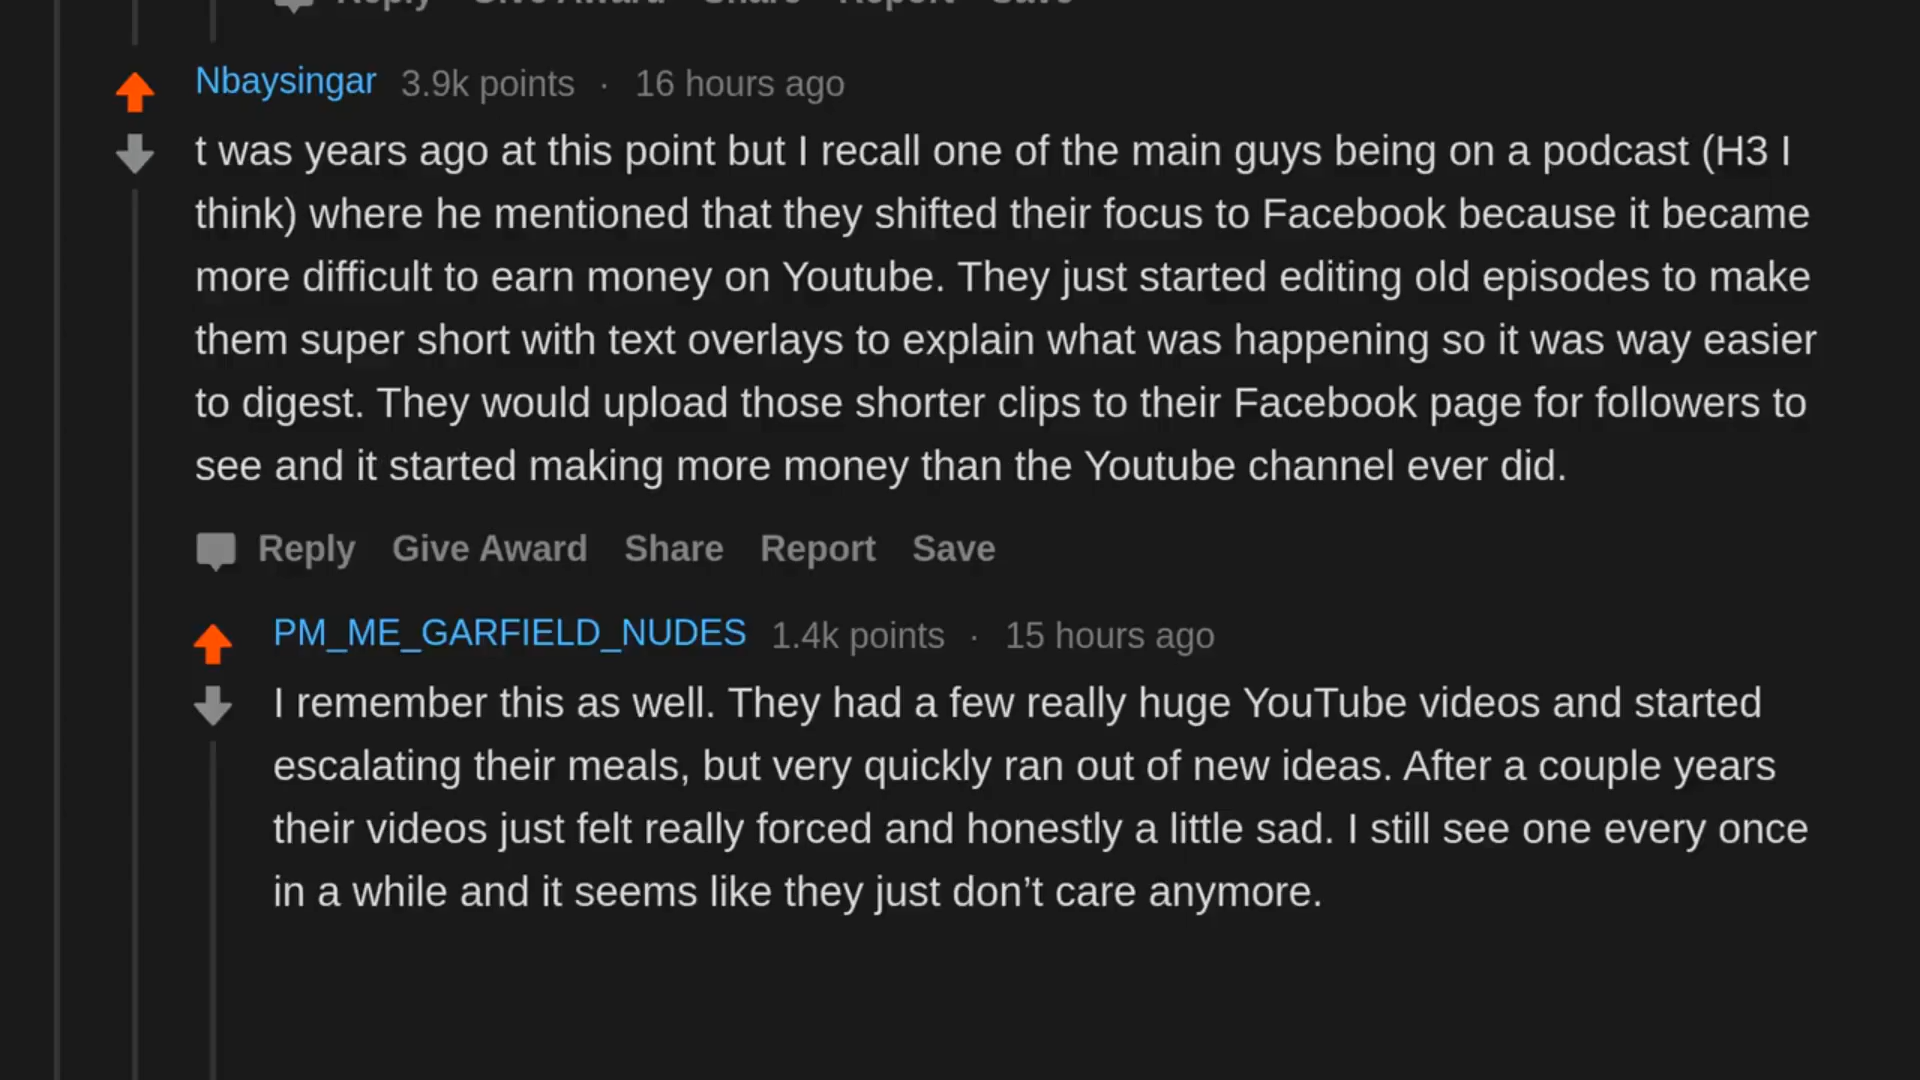 Reply Give Award Share Report Save
Nbaysingar 3.9k points · 16 hours ago
t was years ago at this point but I recall one of the main guys being on a podcast (H3 I
think) where he mentioned that they shifted their focus to Facebook because it became
more difficult to earn money on Youtube. They just started editing old episodes to make
them super short with text overlays to explain what was happening so it was way easier
to digest. They would upload those shorter clips to their Facebook page for followers to
see and it started making more money than the Youtube channel ever did.
Reply Give Award Share Report Save
PM_ME_GARFIELD_NUDES 1.4k points · 15 hours ago
I remember this as well. They had a few really huge YouTube videos and started
escalating their meals, but very quickly ran out of new ideas. After a couple years
their videos just felt really forced and honestly a little sad. I still see one every once
in a while and it seems like they just don’t care anymore.